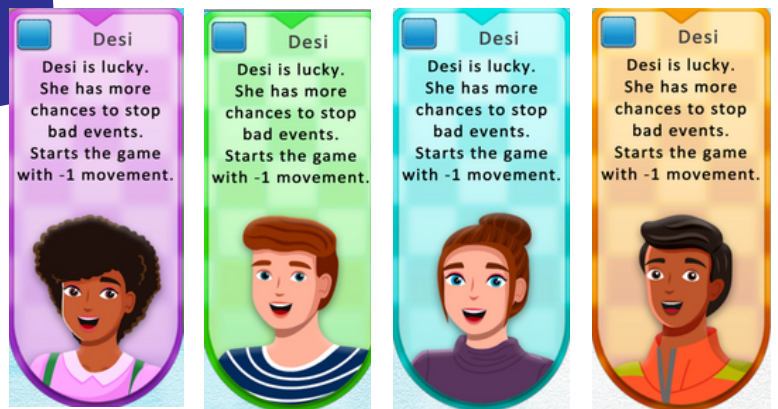 Desi
Desi is lucky.
She has more
chances to stop
bad events.
Starts the game
with -1 movement.
Desi
Desi is lucky.
She has more
chances to stop
bad events.
Starts the game
with -1 movement.
Desi
Desi is lucky.
She has more
chances to stop
bad events.
Starts the game
with -1 movement.
Desi
Desi is lucky.
She has more
chances to stop
bad events.
Starts the game
with -1 movement.